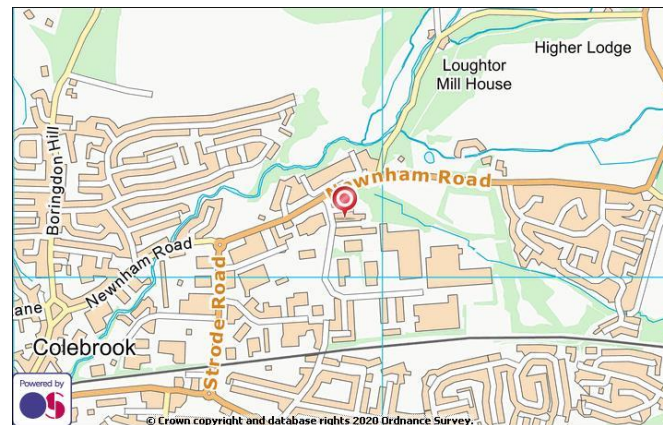 Higher Lodge
Loughtor
Mill House
Boringdon Hill
Newnham Road
Newnham Road
Strode Road
Colebrook
Powered by
OS
© Crown copyright and database rights 2020 Ordnance Survey.